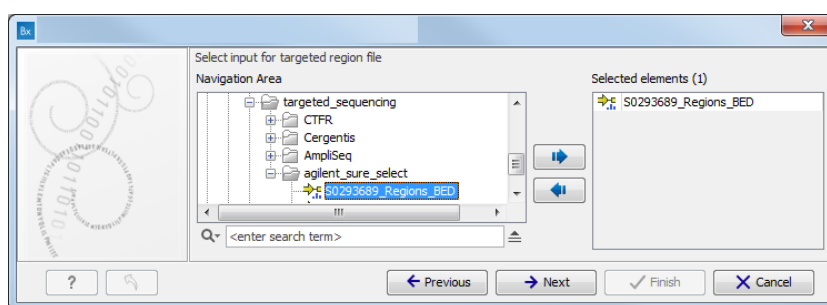 Bx
Select input for targeted region file
Navigation Area
targeted_sequencing
CTFR
Cergentis
AmpliSeq
agilent_sure_select
S0293689_Regions_BED
<enter search term>
Selected elements (1)
S0293689_Regions_BED
?
Previous
Next
Finish
Cancel